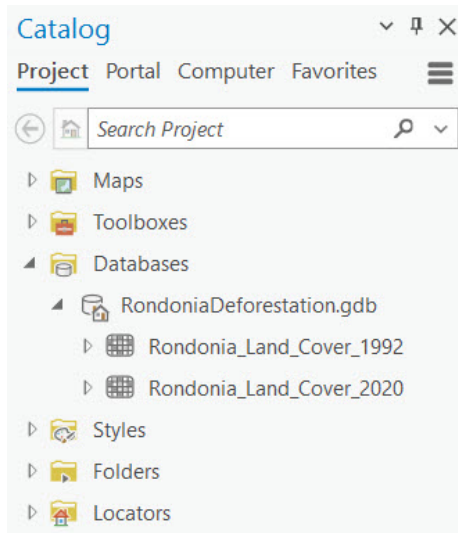 Catalog
Project Portal Computer Favorites
Search Project
Maps
Toolboxes
Databases
RondoniaDeforestation.gdb
Rondonia_Land_Cover_1992
Rondonia_Land_Cover_2020
Styles
Folders
Locators